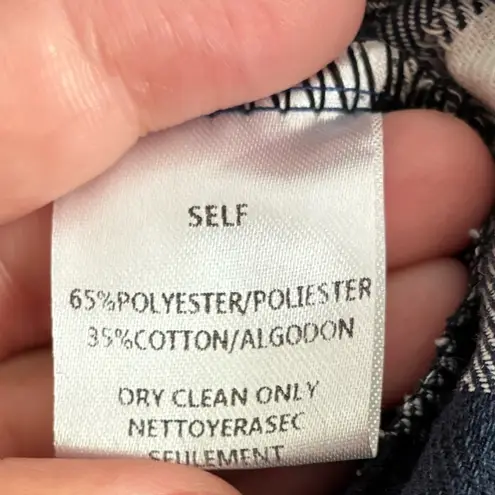 SELF
65%POLYESTER/POLIESTER
35%COTTON/ALGODON
DRY CLEAN ONLY
NETTOYERASEC
SEULEMENT